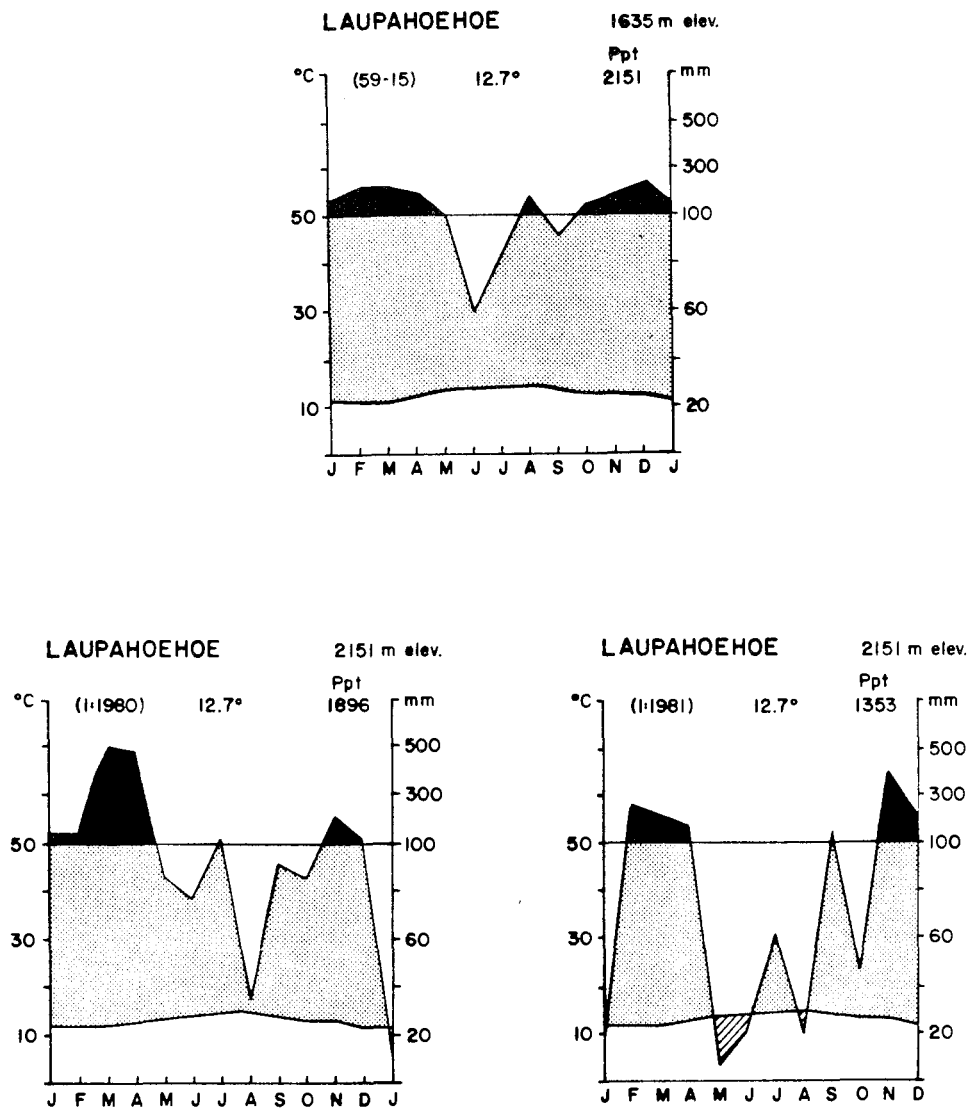 LAUPAHOEHOE 1635 m elev.
Ppt
°C (59-15) 12.7° 2151 mm
500
300
50 100
30 60
10 20
J F M A M J J A S O N D J
LAUPAHOEHOE 2151 m elev.
Ppt
°C (1:1980) 12.7° 1896 mm
500
300
50 100
30 60
10 20
J F M A M J J A S O N D J
LAUPAHOEHOE 2151 m elev.
Ppt
°C (1:1981) 12.7° 1353 mm
500
300
50 100
30 60
10 20
J F M A M J J A S O N D